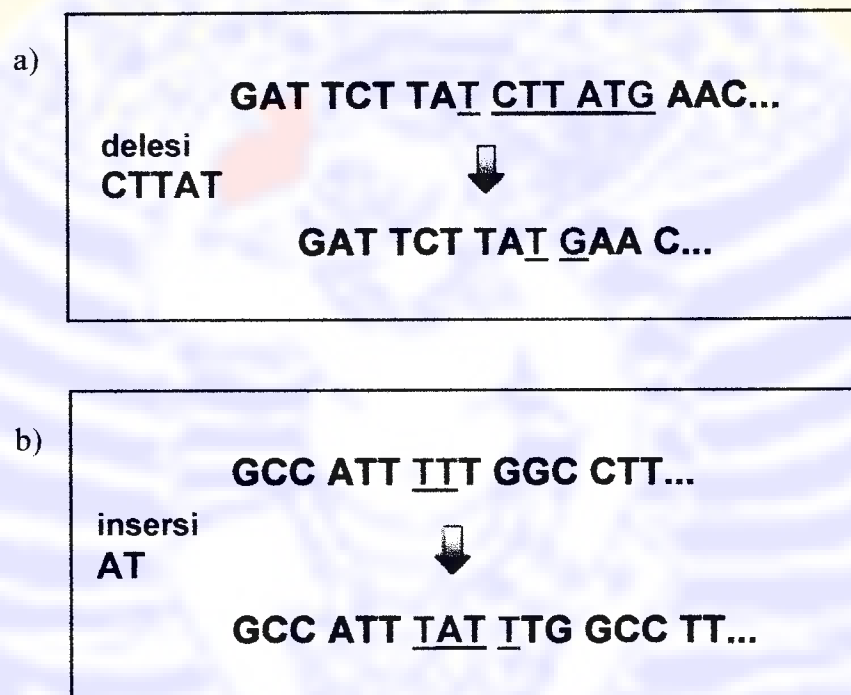 a)
GAT TCT TAT CTT ATG AAC...
delesi
CTTAT
GAT TCT TAT GAA C...
b)
GCC ATT TTT GGC CTT...
insersi
AT
GCC ATT TAT TTG GCC TT...